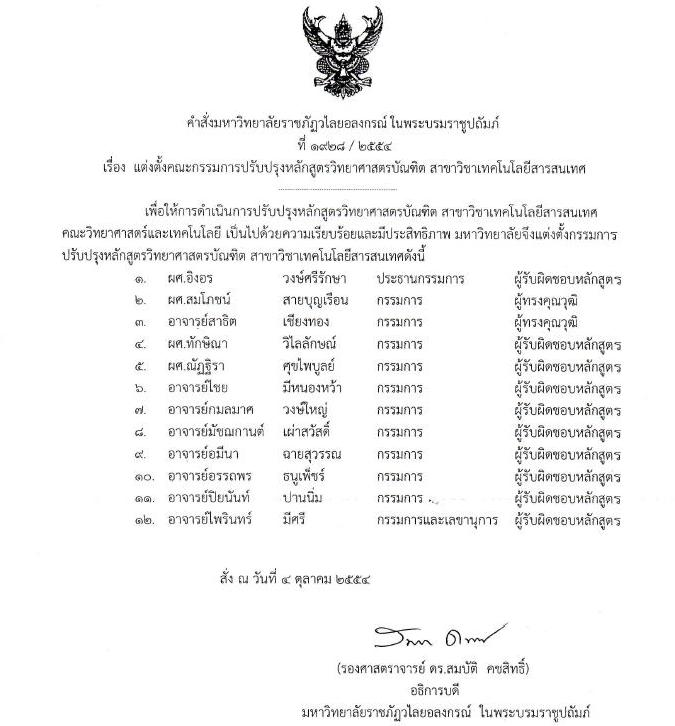 คำสั่งมหาวิทยาลัยราชภัฏวไลยอลงกรณ์ ในพระบรมราชูปถัมภ์
ที่ ๑๙๒๘ / ๒๕๕๔
เรื่อง แต่งตั้งคณะกรรมการปรับปรุงหลักสูตรวิทยาศาสตรบัณฑิต สาขาวิชาเทคโนโลยีสารสนเทศ
เพื่อให้การดำเนินการปรับปรุงหลักสูตรวิทยาศาสตรบัณฑิต สาขาวิชาเทคโนโลยีสารสนเทศ
คณะวิทยาศาสตร์และเทคโนโลยี เป็นไปด้วยความเรียบร้อยและมีประสิทธิภาพ มหาวิทยาลัยจึงแต่งตั้งกรรมการ
ปรับปรุงหลักสูตรวิทยาศาสตรบัณฑิต สาขาวิชาเทคโนโลยีสารสนเทศดังนี้
๑. ผศ.อิงอร วงษ์ศรีรักษา ประธานกรรมการ ผู้รับผิดชอบหลักสูตร
๒. ผศ.สมโภชน์ สายบุญเรือน กรรมการ ผู้ทรงคุณวุฒิ
๓. อาจารย์สาธิต เชียงทอง กรรมการ ผู้ทรงคุณวุฒิ
๔. ผศ.ทักษิณา วิไลลักษณ์ กรรมการ ผู้รับผิดชอบหลักสูตร
๕. ผศ.ณัฏฐิรา ศุขไพบูลย์ กรรมการ ผู้รับผิดชอบหลักสูตร
๖. อาจารย์ไชย มีหนองหว้า กรรมการ ผู้รับผิดชอบหลักสูตร
๗. อาจารย์กมลมาศ วงษ์ใหญ่ กรรมการ ผู้รับผิดชอบหลักสูตร
๘. อาจารย์มัชฌกานต์ เผ่าสวัสดิ์ กรรมการ ผู้รับผิดชอบหลักสูตร
๙. อาจารย์อมีนา ฉายสุวรรณ กรรมการ ผู้รับผิดชอบหลักสูตร
๑๐. อาจารย์อรรถพร ธนูเพ็ชร์ กรรมการ ผู้รับผิดชอบหลักสูตร
๑๑. อาจารย์ปิยนันท์ ปานนิ่ม กรรมการ ผู้รับผิดชอบหลักสูตร
๑๒. อาจารย์ไพรินทร์ มีศรี กรรมการและเลขานุการ ผู้รับผิดชอบหลักสูตร
สั่ง ณ วันที่ ๔ ตุลาคม ๒๕๕๔
(รองศาสตราจารย์ ดร.สมบัติ คชสิทธิ์)
อธิการบดี
มหาวิทยาลัยราชภัฏวไลยอลงกรณ์ ในพระบรมราชูปถัมภ์